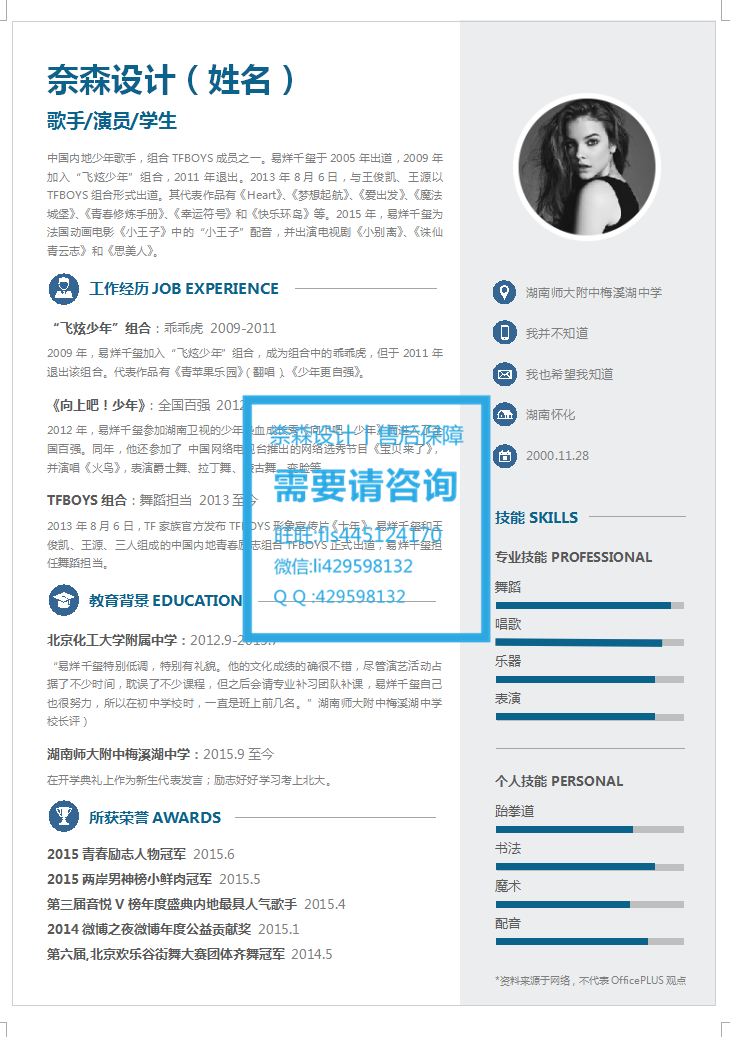 奈森设计（姓名）
歌手/演员/学生
中国内地少年歌手，组合 TFBOYS 成员之一。易烊千玺于 2005 年出道，2009 年
加入“飞炫少年”组合，2011 年退出。2013 年 8 月 6 日，与王俊凯、王源以
TFBOYS 组合形式出道。其代表作品有《Heart》、《梦想起航》、《爱出发》、《魔法
城堡》、《青春修炼手册》、《幸运符号》和《快乐环岛》等。2015 年，易烊千玺为
法国动画电影《小王子》中的“小王子”配音，并出演电视剧《小别离》、《诛仙
青云志》和《思美人》。
工作经历 JOB EXPERIENCE
“飞炫少年”组合：乖乖虎 2009-2011
2009 年，易烊千玺加入“飞炫少年”组合，成为组合中的乖乖虎，但于 2011 年
退出该组合。代表作品有《青苹果乐园》（翻唱）、《少年更自强》。
《向上吧！少年》：全国百强 2012
2012 年，易烊千玺参加湖南卫视的少年热血成长秀《向上吧！少年》而进入了全
国百强。同年，他还参加了 中国网络电视台推出的网络选秀节目《宝贝来了》，
并演唱《火鸟》，表演爵士舞、拉丁舞、蒙古舞、变脸等。
TFBOYS 组合：舞蹈担当 2013 至今
2013 年 8 月 6 日，TF 家族官方发布 TFBOYS 形象宣传片《十年》，易烊千玺和王
俊凯、王源、三人组成的中国内地青春励志组合 TFBOYS 正式出道，易烊千玺担
任舞蹈担当。
教育背景 EDUCATION
北京化工大学附属中学：2012.9-2015.7
“易烊千玺特别低调，特别有礼貌。他的文化成绩的确很不错，尽管演艺活动占
据了不少时间，耽误了不少课程，但之后会请专业补习团队补课，易烊千玺自己
也很努力，所以在初中学校时，一直是班上前几名。”湖南师大附中梅溪湖中学
校长评）
湖南师大附中梅溪湖中学：2015.9 至今
在开学典礼上作为新生代表发言；励志好好学习考上北大。
所获荣誉 AWARDS
2015 青春励志人物冠军 2015.6
2015 两岸男神榜小鲜肉冠军 2015.5
第三届音悦 V 榜年度盛典内地最具人气歌手 2015.4
2014 微博之夜微博年度公益贡献奖 2015.1
第六届,北京欢乐谷街舞大赛团体齐舞冠军 2014.5
奈森设计丨售后保障
需要请咨询
旺旺:fls445124170
微信:li429598132
Q Q :429598132
湖南师大附中梅溪湖中学
我并不知道
我也希望我知道
湖南怀化
2000.11.28
技能 SKILLS
专业技能 PROFESSIONAL
舞蹈
唱歌
乐器
表演
个人技能 PERSONAL
跆拳道
书法
魔术
配音
*资料来源于网络，不代表 OfficePLUS 观点